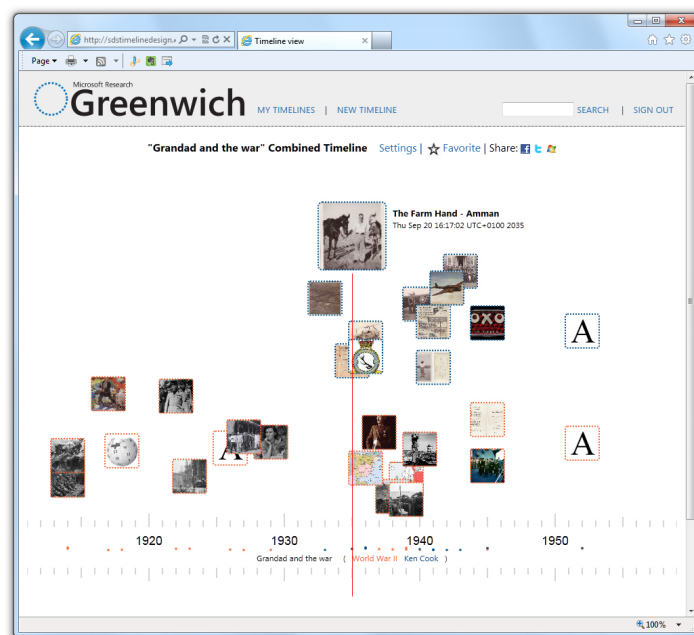 http://sdstimelinedesign.
Timeline view
Page
Microsoft Research
Greenwich
MY TIMELINES | NEW TIMELINE
SEARCH | SIGN OUT
"Grandad and the war" Combined Timeline Settings | Favorite | Share:
The Farm Hand - Amman
Thu Sep 20 16:17:02 UTC+0100 2035
OXO
A
A
A
1920 1930 1940 1950
Grandad and the war ( World War II Ken Cook )
100%